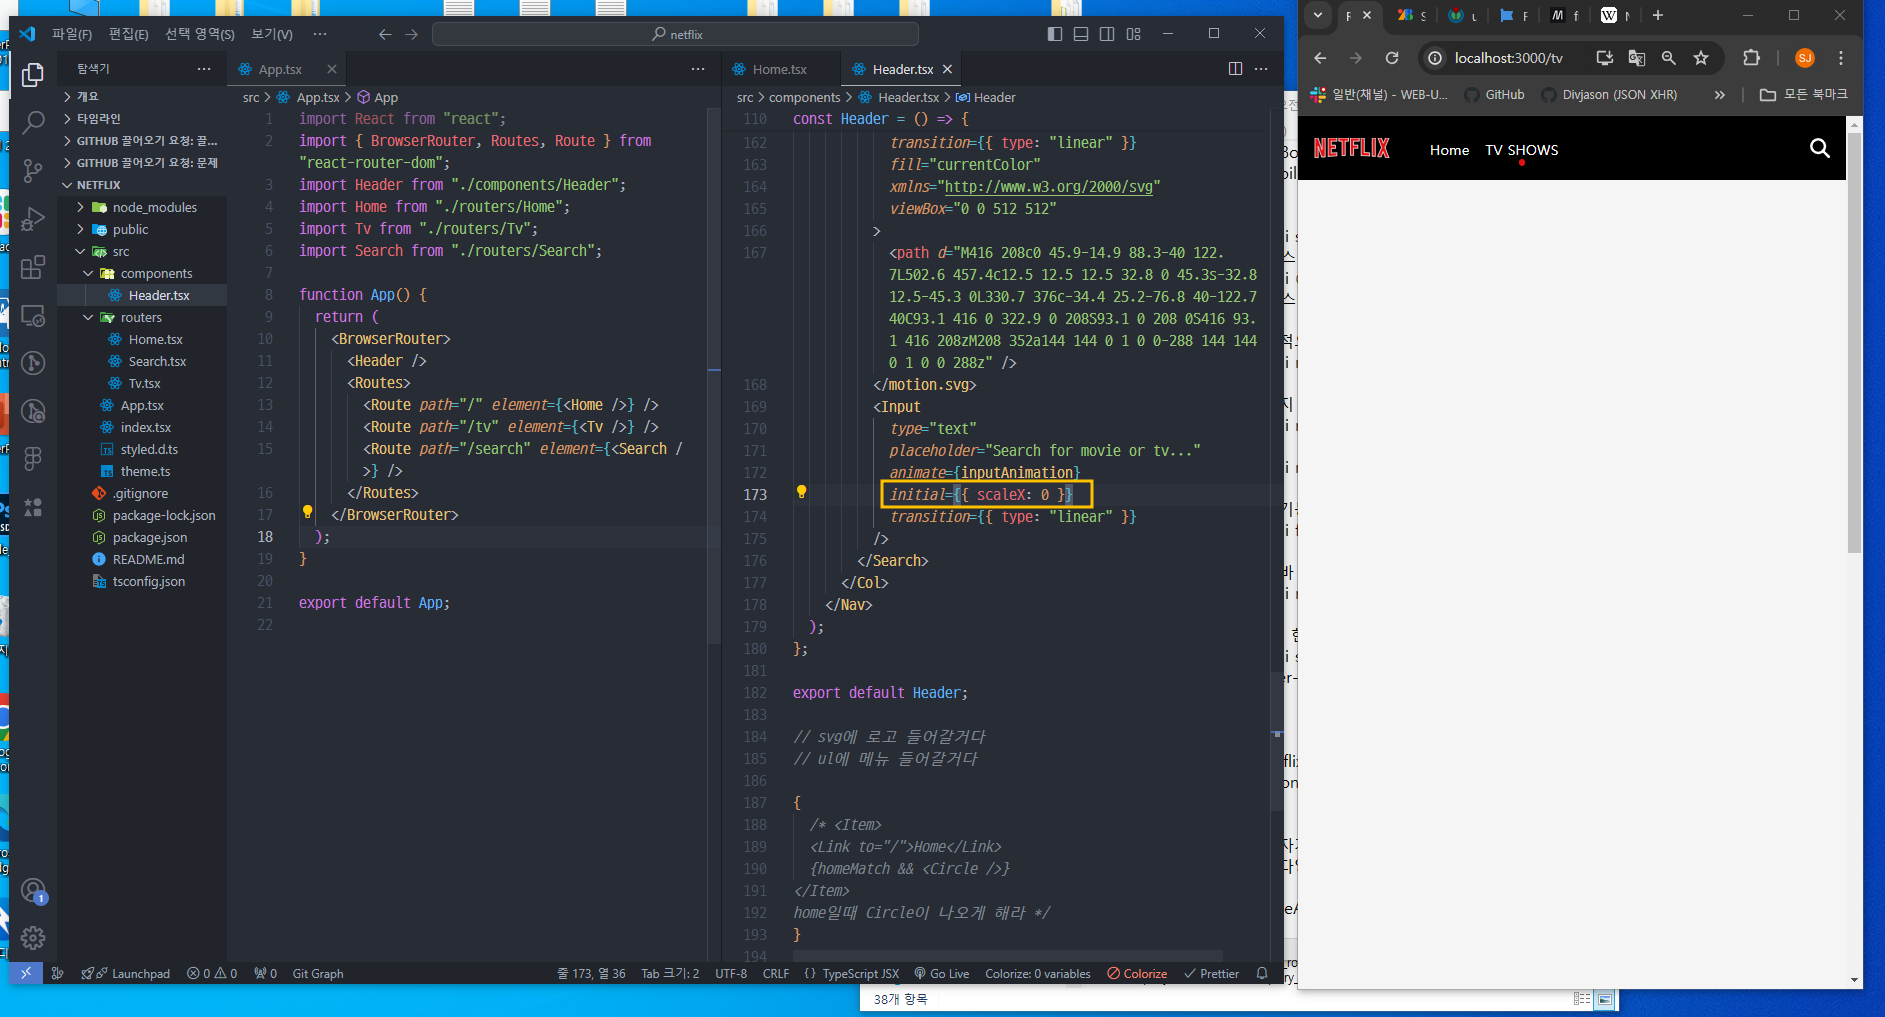 파일(F) 편집(E) 선택 영역(S) 보기(V) ··· netflix
탐색기
개요
타임라인
GITHUB 끌어오기 요청: 끌...
GITHUB 끌어오기 요청: 문제
NETFLIX
node_modules
public
src
components
Header.tsx
routers
Home.tsx
Search.tsx
Tv.tsx
App.tsx
index.tsx
styled.d.ts
theme.ts
.gitignore
package-lock.json
package.json
README.md
tsconfig.json
App.tsx
src > App.tsx > App
1 import React from "react";
2 import { BrowserRouter, Routes, Route } from
"react-router-dom";
3 import Header from "./components/Header";
4 import Home from "./routers/Home";
5 import Tv from "./routers/Tv";
6 import Search from "./routers/Search";
7
8 function App() {
9 return (
10 <BrowserRouter>
11 <Header />
12 <Routes>
13 <Route path="/" element={<Home />} />
14 <Route path="/tv" element={<Tv />} />
15 <Route path="/search" element={<Search /
>} />
16 </Routes>
17 </BrowserRouter>
18 );
19 }
20
21 export default App;
22
Home.tsx Header.tsx
src > components > Header.tsx > Header
110 const Header = () => {
162 transition={{ type: "linear" }}
163 fill="currentColor"
164 xmlns="http://www.w3.org/2000/svg"
165 viewBox="0 0 512 512"
166 >
167 <path d="M416 208c0 45.9-14.9 88.3-40 122.
7L502.6 457.4c12.5 12.5 12.5 32.8 0 45.3s-32.8
12.5-45.3 0L330.7 376c-34.4 25.2-76.8 40-122.7
40C93.1 416 0 322.9 0 208S93.1 0 208 0S416 93.
1 416 208zM208 352a144 144 0 1 0 0-288 144 144
0 1 0 0 288z" />
168 </motion.svg>
169 <Input
170 type="text"
171 placeholder="Search for movie or tv..."
172 animate={inputAnimation}
173 initial={{ scaleX: 0 }}
174 transition={{ type: "linear" }}
175 />
176 </Search>
177 </Col>
178 </Nav>
179 );
180 };
181
182 export default Header;
183
184 // svg에 로고 들어갈거다
185 // ul에 메뉴 들어갈거다
186
187 {
188 /* <Item>
189 <Link to="/">Home</Link>
190 {homeMatch && <Circle />}
191 </Item>
192 home일때 Circle이 나오게 해라 */
193 }
194
1
Launchpad 0 0 0 Git Graph 줄 173, 열 36 Tab 크기: 2 UTF-8 CRLF TypeScript JSX Go Live Colorize: 0 variables Colorize Prettier
localhost:3000/tv
SJ
일반(채널) - WEB-U... GitHub Divjason (JSON XHR) » 모든 북마크
NETFLIX Home TV SHOWS
38개 항목